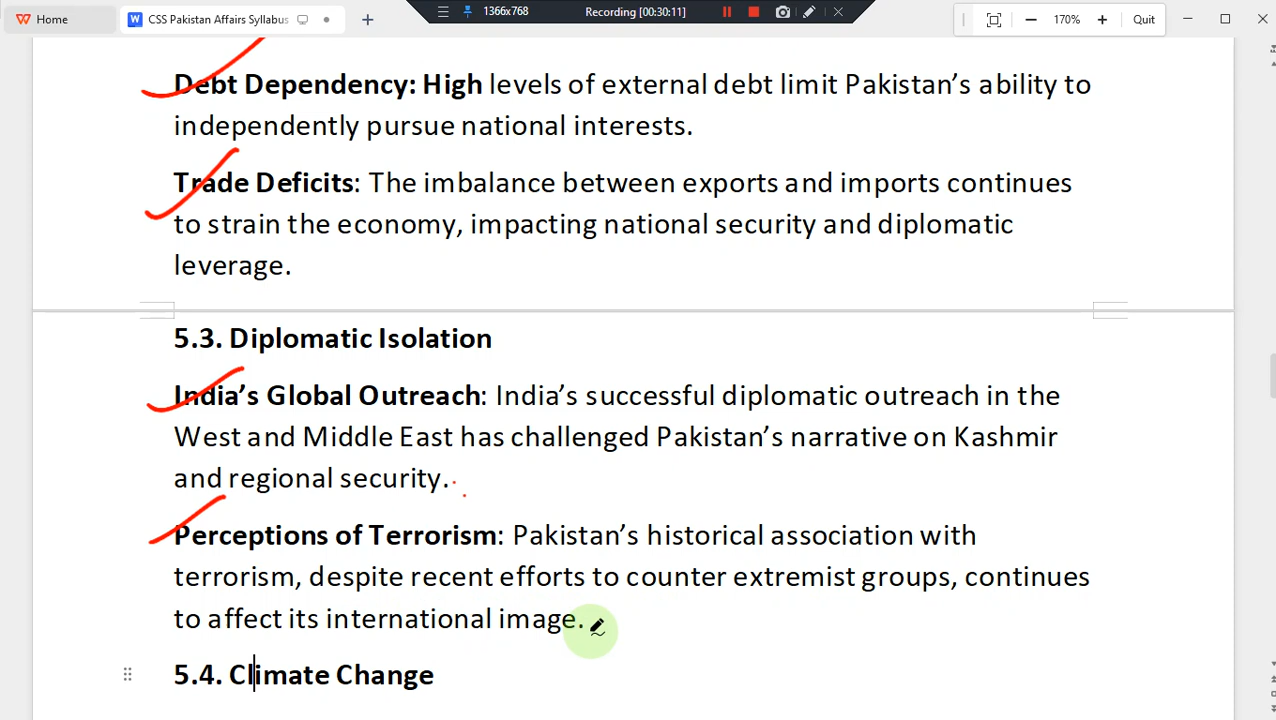 Home
CSS Pakistan Affairs Syllabus
1366x768
Recording [00:30:11]
170%
Quit
Debt Dependency: High levels of external debt limit Pakistan’s ability to
independently pursue national interests.
Trade Deficits: The imbalance between exports and imports continues
to strain the economy, impacting national security and diplomatic
leverage.
5.3. Diplomatic Isolation
India’s Global Outreach: India’s successful diplomatic outreach in the
West and Middle East has challenged Pakistan’s narrative on Kashmir
and regional security.
Perceptions of Terrorism: Pakistan’s historical association with
terrorism, despite recent efforts to counter extremist groups, continues
to affect its international image.
5.4. Climate Change